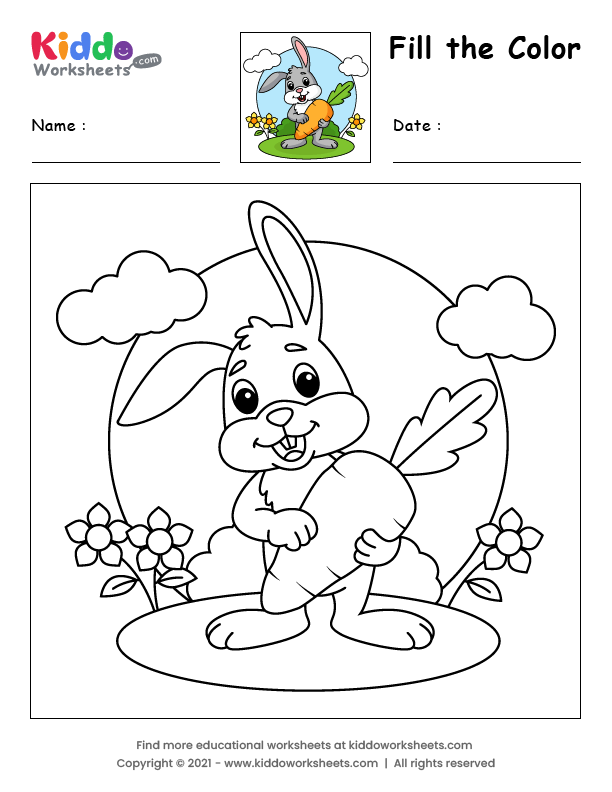 Kiddo
Worksheets.com
Fill the Color
Name :
Date :
Find more educational worksheets at kiddoworksheets.com
Copyright © 2021 - www.kiddoworksheets.com | All rights reserved